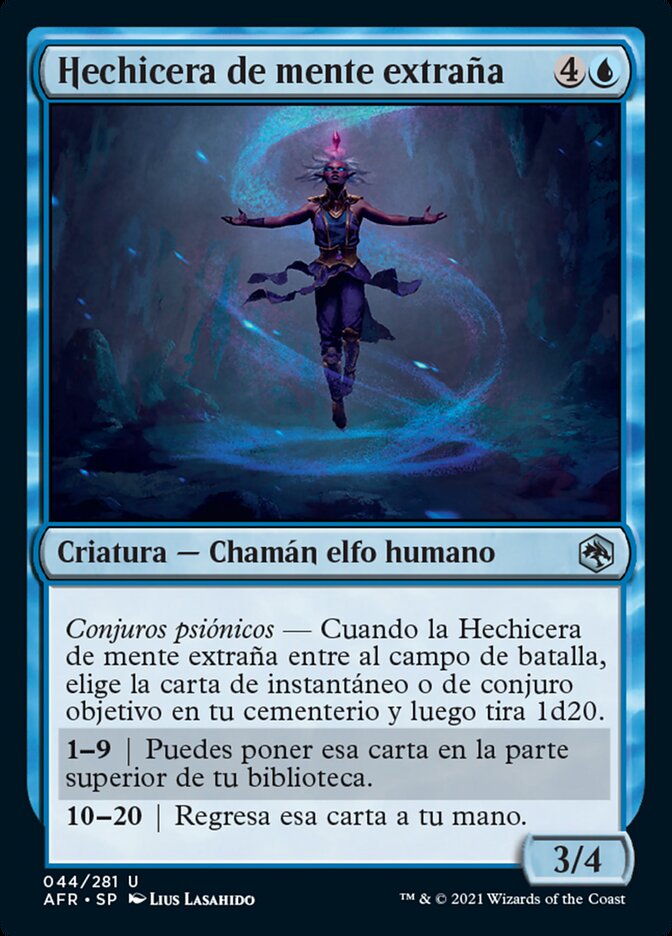 Hechicera de mente extraña 4
Criatura — Chamán elfo humano
Conjuros psiónicos — Cuando la Hechicera
de mente extraña entre al campo de batalla,
elige la carta de instantáneo o de conjuro
objetivo en tu cementerio y luego tira 1d20.
1–9 | Puedes poner esa carta en la parte
superior de tu biblioteca.
10–20 | Regresa esa carta a tu mano.
3/4
044/281 U
AFR • SP Lius Lasahido
™ & © 2021 Wizards of the Coast